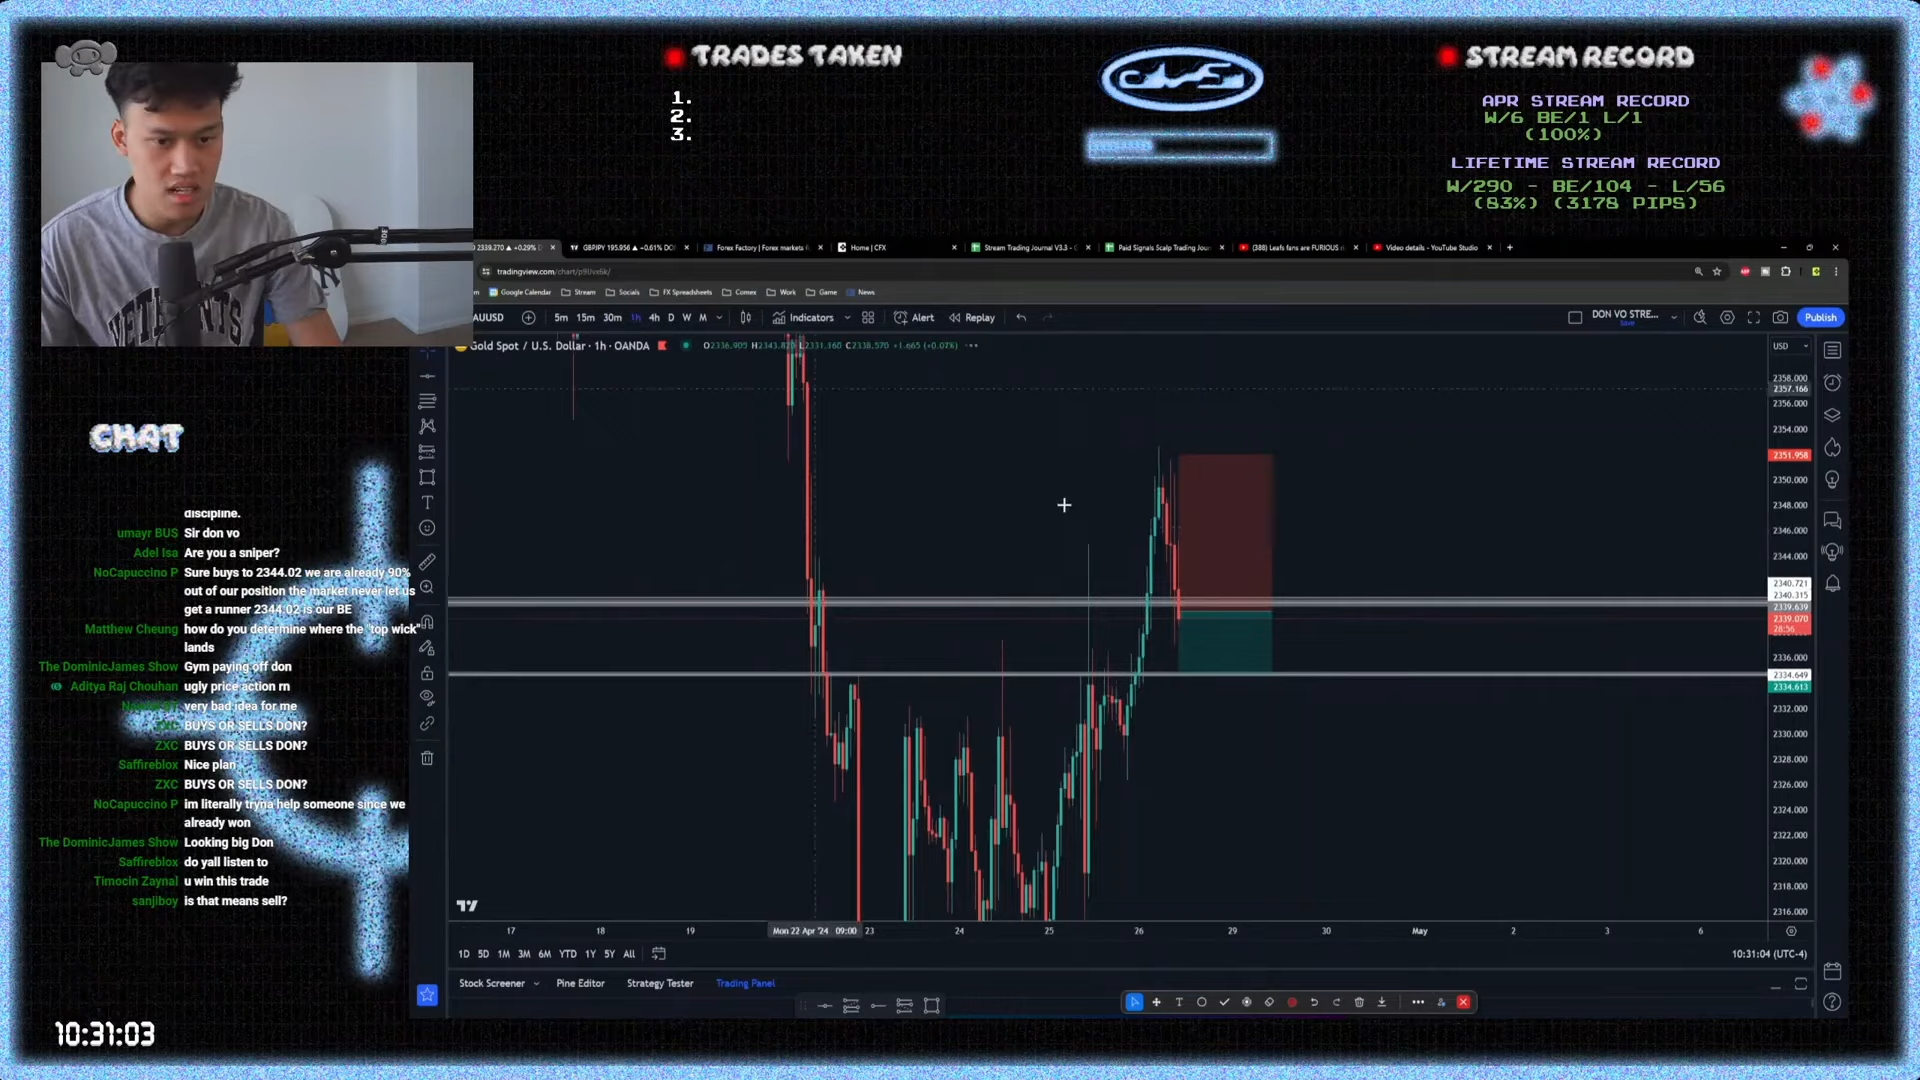 TRADES TAKEN
1.
2.
3.
STREAM RECORD
APR STREAM RECORD
W/6 BE/1 L/1
(100%)
LIFETIME STREAM RECORD
W/290 - BE/104 - L/56
(83%) (3178 PIPS)
2339.270 ▲ +0.29%
GBPJPY 195.956 ▲ +0.61%
Forex Factory | Forex markets
Home | CFX
Stream Trading Journal V3.3 -
Paid Signals Scalp Trading Jour
(388) Leafs fans are FURIOUS
Video details - YouTube Studio
tradingview.com/chart/
Google Calendar
Stream
Socials
FX Spreadsheets
Comex
Work
Game
News
AUUSD
5m 15m 30m 1h 4h D W M
Indicators
Alert
Replay
DON VO STRE...
Save
Publish
Gold Spot / U.S. Dollar · 1h · OANDA
O2336.905 H2343.820 L2331.160 C2338.570 +1.665 (+0.07%)
USD
2358.000
2357.166
2356.000
2354.000
2351.958
2350.000
2348.000
2346.000
2344.000
2340.721
2340.315
2339.639
2339.070
28:56
2336.000
2334.649
2334.613
2332.000
2330.000
2328.000
2326.000
2324.000
2322.000
2320.000
2318.000
2316.000
CHAT
discipline.
umayr BUS Sir don vo
Adel Isa Are you a sniper?
NoCapuccino P Sure buys to 2344.02 we are already 90%
out of our position the market never let us
get a runner 2344.02 is our BE
Matthew Cheung how do you determine where the "top wick"
lands
The DominicJames Show Gym paying off don
Aditya Raj Chouhan ugly price action rn
very bad idea for me
ZXC BUYS OR SELLS DON?
ZXC BUYS OR SELLS DON?
Saffireblox Nice plan
ZXC BUYS OR SELLS DON?
NoCapuccino P im literally tryna help someone since we
already won
The DominicJames Show Looking big Don
Saffireblox do yall listen to
Timocin Zaynal u win this trade
sanjiboy is that means sell?
17 18 19 Mon 22 Apr '24 09:00 23 24 25 26 29 30 May 2 3 6
1D 5D 1M 3M 6M YTD 1Y 5Y All
10:31:04 (UTC-4)
Stock Screener
Pine Editor
Strategy Tester
Trading Panel
10:31:03